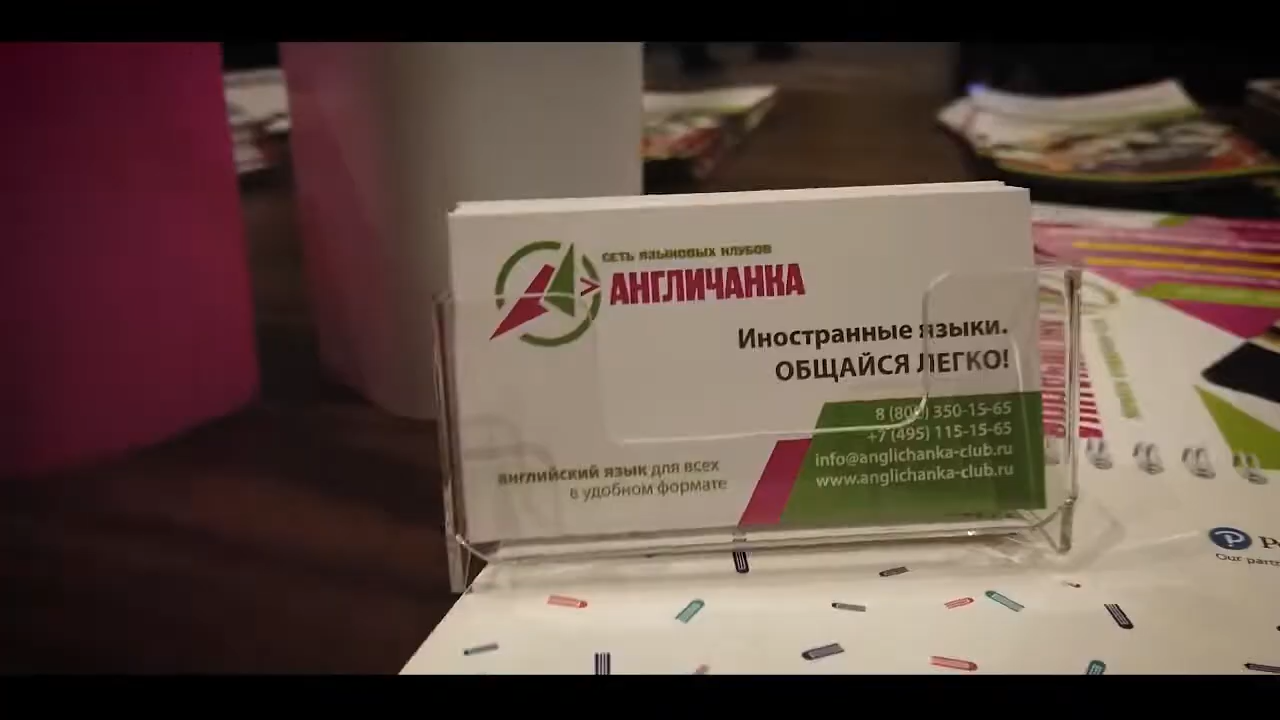 СЕТЬ ЯЗЫКОВЫХ КЛУБОВ
АНГЛИЧАНКА
Иностранные языки.
ОБЩАЙСЯ ЛЕГКО!
8 (800) 350-15-65
+7 (495) 115-15-65
info@anglichanka-club.ru
www.anglichanka-club.ru
английский язык для всех
в удобном формате
Our